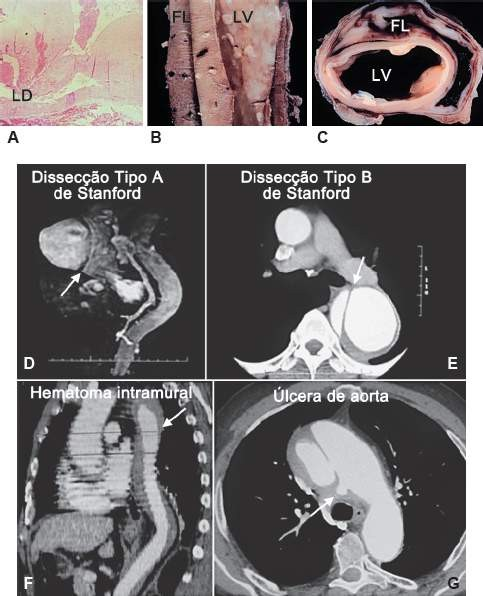 LD
A
FL LV
B
FL
LV
C
Dissecção Tipo A
de Stanford
D
Dissecção Tipo B
de Stanford
E
Hematoma intramural
F
Úlcera de aorta
G